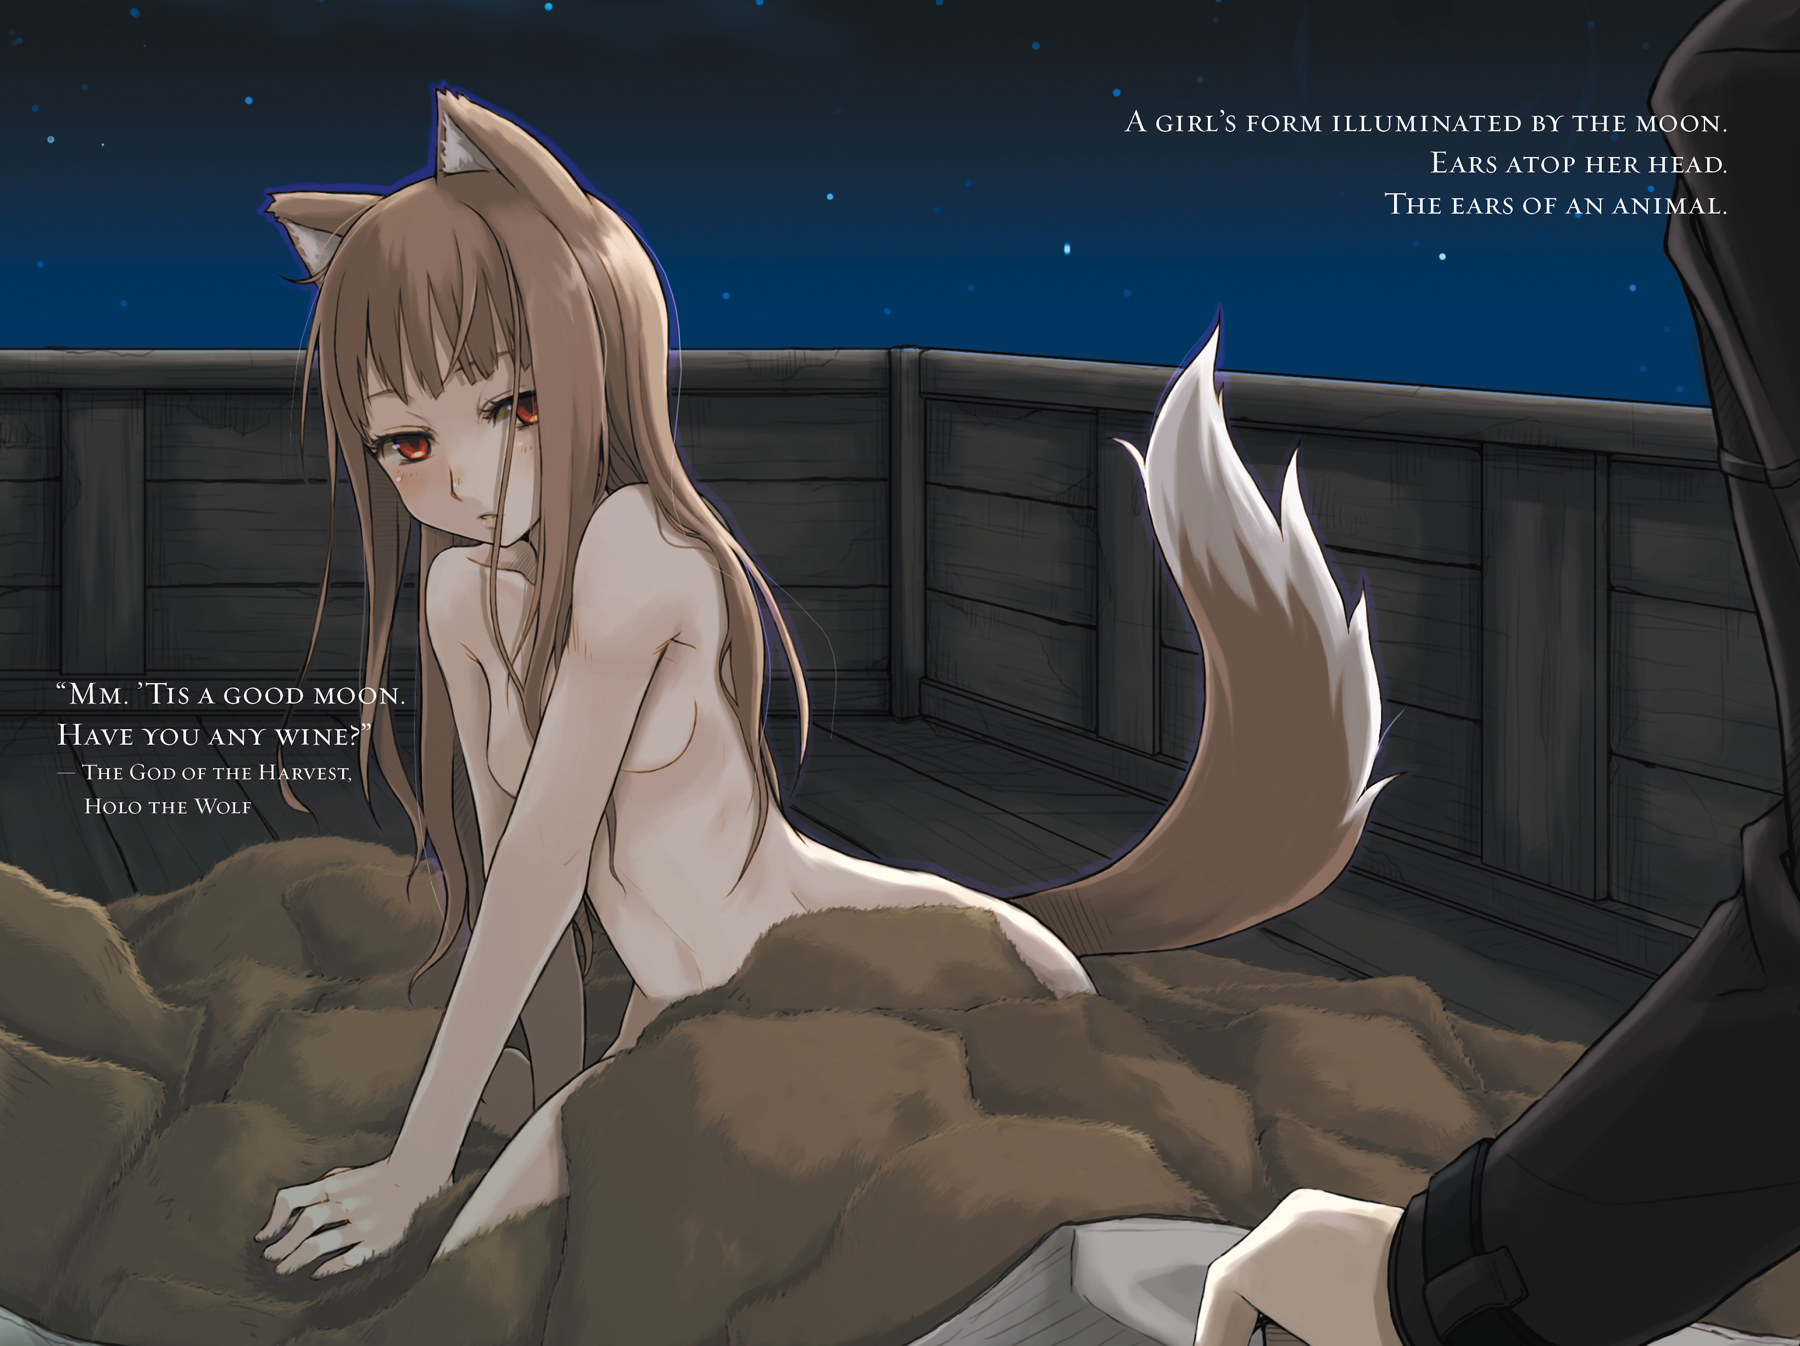 A girl's form illuminated by the moon.
Ears atop her head.
The ears of an animal.
“Mm. ’Tis a good moon.
Have you any wine?”
— The God of the Harvest,
Holo the Wolf